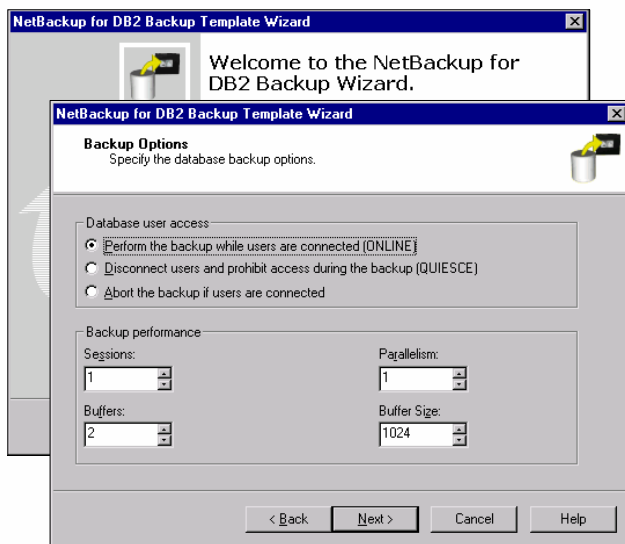 NetBackup for DB2 Backup Template Wizard
Welcome to the NetBackup for
DB2 Backup Wizard.
NetBackup for DB2 Backup Template Wizard
Backup Options
Specify the database backup options.
Database user access
Perform the backup while users are connected (ONLINE)
Disconnect users and prohibit access during the backup (QUIESCE)
Abort the backup if users are connected
Backup performance
Sessions:
Parallelism:
1
1
Buffers:
Buffer Size:
2
1024
< Back
Next >
Cancel
Help